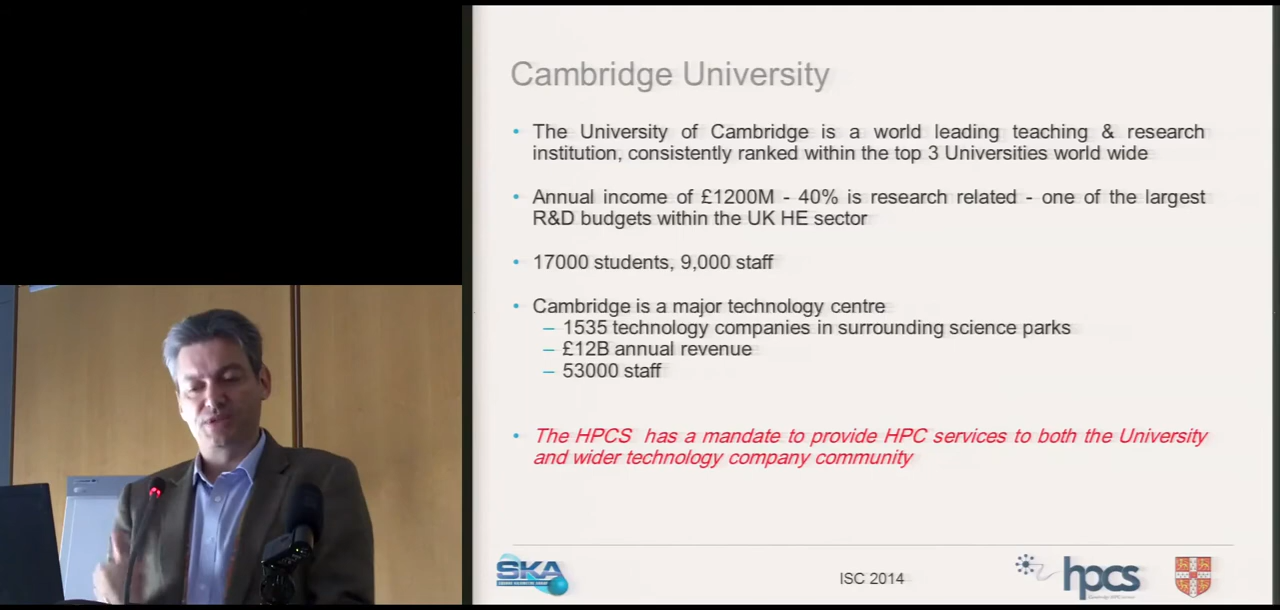 Cambridge University
• The University of Cambridge is a world leading teaching & research
institution, consistently ranked within the top 3 Universities world wide
• Annual income of £1200M - 40% is research related - one of the largest
R&D budgets within the UK HE sector
• 17000 students, 9,000 staff
• Cambridge is a major technology centre
– 1535 technology companies in surrounding science parks
– £12B annual revenue
– 53000 staff
• The HPCS has a mandate to provide HPC services to both the University
and wider technology company community
SKA
ISC 2014
hpcs